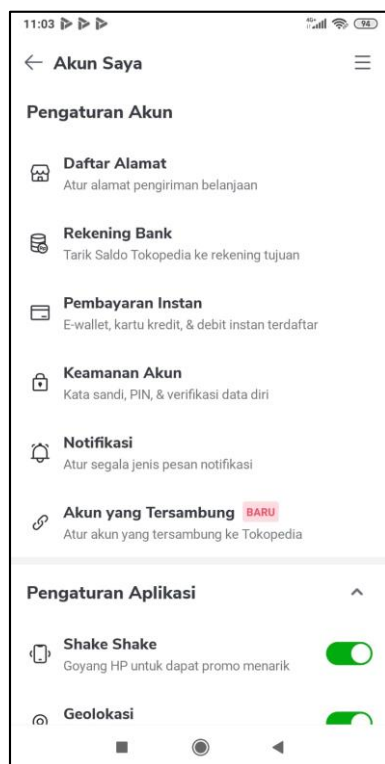 11:03
4G+
94
Akun Saya
Pengaturan Akun
Daftar Alamat
Atur alamat pengiriman belanjaan
Rekening Bank
Tarik Saldo Tokopedia ke rekening tujuan
Pembayaran Instan
E-wallet, kartu kredit, & debit instan terdaftar
Keamanan Akun
Kata sandi, PIN, & verifikasi data diri
Notifikasi
Atur segala jenis pesan notifikasi
Akun yang Tersambung BARU
Atur akun yang tersambung ke Tokopedia
Pengaturan Aplikasi
Shake Shake
Goyang HP untuk dapat promo menarik
Geolokasi